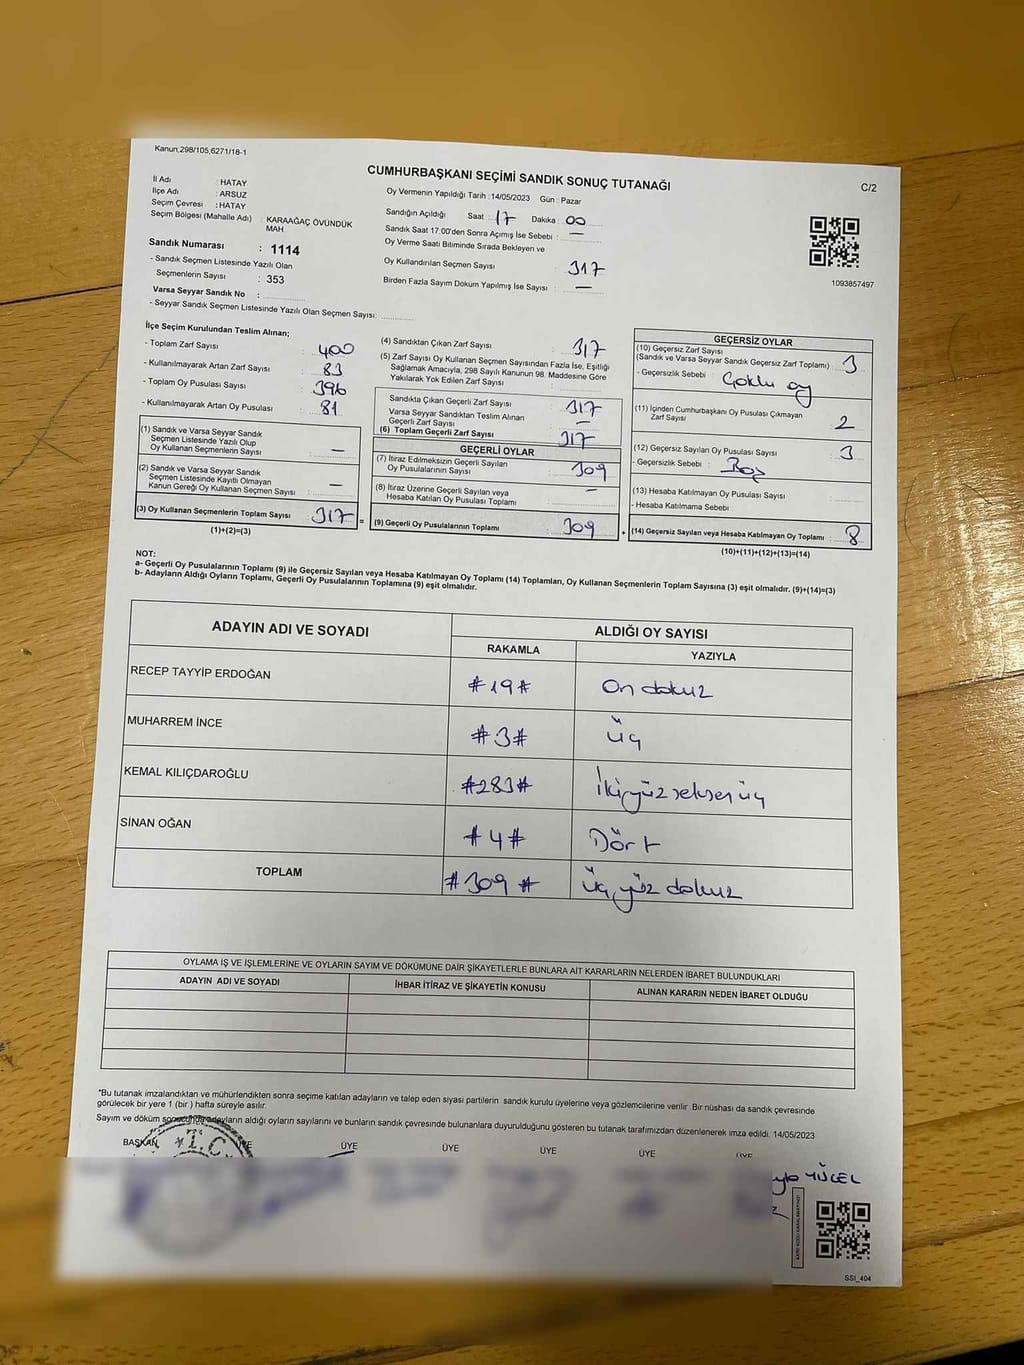 Kanun,298/105,6271/18-1
CUMHURBAŞKANI SEÇİMİ SANDIK SONUÇ TUTANAĞI
C/2
İl Adı : HATAY
İlçe Adı : ARSUZ
Seçim Çevresi : HATAY
Seçim Bölgesi (Mahalle Adı) : KARAAĞAÇ ÖVÜNDÜK MAH
Sandık Numarası : 1114
- Sandık Seçmen Listesinde Yazılı Olan
Seçmenlerin Sayısı : 353
Varsa Seyyar Sandık No :
- Seyyar Sandık Seçmen Listesinde Yazılı Olan Seçmen Sayısı:
Oy Vermenin Yapıldığı Tarih : 14/05/2023 Gün : Pazar
Sandığın Açıldığı Saat : 17 Dakika : 00
Sandık Saat 17.00'den Sonra Açımış İse Sebebi : —
Oy Verme Saati Bitiminde Sırada Bekleyen ve
Oy Kullandırılan Seçmen Sayısı : 317
Birden Fazla Sayım Döküm Yapılmış İse Sayısı : —
1093857497
İlçe Seçim Kurulundan Teslim Alınan;
- Toplam Zarf Sayısı : 400
- Kullanılmayarak Artan Zarf Sayısı : 83
- Toplam Oy Pusulası Sayısı : 396
- Kullanılmayarak Artan Oy Pusulası : 81
(1) Sandık ve Varsa Seyyar Sandık
Seçmen Listesinde Yazılı Olup
Oy Kullanan Seçmenlerin Sayısı : —
(2) Sandık ve Varsa Seyyar Sandık
Seçmen Listesinde Kayıtlı Olmayan
Kanun Gereği Oy Kullanan Seçmen Sayısı : —
(3) Oy Kullanan Seçmenlerin Toplam Sayısı : 317 =
(1)+(2)=(3)
(4) Sandıktan Çıkan Zarf Sayısı : 317
(5) Zarf Sayısı Oy Kullanan Seçmen Sayısından Fazla İse, Eşitliği
Sağlamak Amacıyla, 298 Sayılı Kanunun 98. Maddesine Göre
Yakılarak Yok Edilen Zarf Sayısı :
Sandıkta Çıkan Geçerli Zarf Sayısı : 317
Varsa Seyyar Sandıktan Teslim Alınan
Geçerli Zarf Sayısı : —
(6) Toplam Geçerli Zarf Sayısı : 317
GEÇERLİ OYLAR
(7) İtiraz Edilmeksizin Geçerli Sayılan
Oy Pusulalarının Sayısı : 309
(8) İtiraz Üzerine Geçerli Sayılan veya
Hesaba Katılan Oy Pusulası Toplamı : —
(9) Geçerli Oy Pusulalarının Toplamı : 309 +
GEÇERSİZ OYLAR
(10) Geçersiz Zarf Sayısı
(Sandık ve Varsa Seyyar Sandık Geçersiz Zarf Toplamı) : 3
- Geçersizlik Sebebi : Çoklu oy
(11) İçinden Cumhurbaşkanı Oy Pusulası Çıkmayan
Zarf Sayısı : 2
(12) Geçersiz Sayılan Oy Pusulası Sayısı : 3
- Geçersizlik Sebebi : Boş
(13) Hesaba Katılmayan Oy Pusulası Sayısı :
- Hesaba Katılmama Sebebi :
(14) Geçersiz Sayılan veya Hesaba Katılmayan Oy Toplamı : 8
(10)+(11)+(12)+(13)=(14)
NOT:
a- Geçerli Oy Pusulalarının Toplamı (9) ile Geçersiz Sayılan veya Hesaba Katılmayan Oy Toplamı (14) Toplamları, Oy Kullanan Seçmenlerin Toplam Sayısına (3) eşit olmalıdır. (9)+(14)=(3)
b- Adayların Aldığı Oyların Toplamı, Geçerli Oy Pusulalarının Toplamına (9) eşit olmalıdır.
ADAYIN ADI VE SOYADI
ALDIĞI OY SAYISI
RAKAMLA YAZIYLA
RECEP TAYYİP ERDOĞAN #19# On dokuz
MUHARREM İNCE #3# üç
KEMAL KILIÇDAROĞLU #283# İkiyüz seksen üç
SİNAN OĞAN #4# Dört
TOPLAM #309# üç yüz dokuz
OYLAMA İŞ VE İŞLEMLERİNE VE OYLARIN SAYIM VE DÖKÜMÜNE DAİR ŞİKAYETLERLE BUNLARA AİT KARARLARIN NELERDEN İBARET BULUNDUKLARI
ADAYIN ADI VE SOYADI İHBAR İTİRAZ VE ŞİKAYETİN KONUSU ALINAN KARARIN NEDEN İBARET OLDUĞU
*Bu tutanak imzalandıktan ve mühürlendikten sonra seçime katılan adayların ve talep eden siyasi partilerin sandık kurulu üyelerine veya gözlemcilerine verilir. Bir nüshası da sandık çevresinde
görülecek bir yere 1 (bir ) hafta süreyle asılır.
Sayım ve döküm sonucunda adayların aldığı oyların sayılarını ve bunların sandık çevresinde bulunanlara duyurulduğunu gösteren bu tutanak tarafımızdan düzenlenerek imza edildi. 14/05/2023
BAŞKAN ÜYE ÜYE ÜYE ÜYE ÜYE
T.C.
YÜCEL
SSI_404